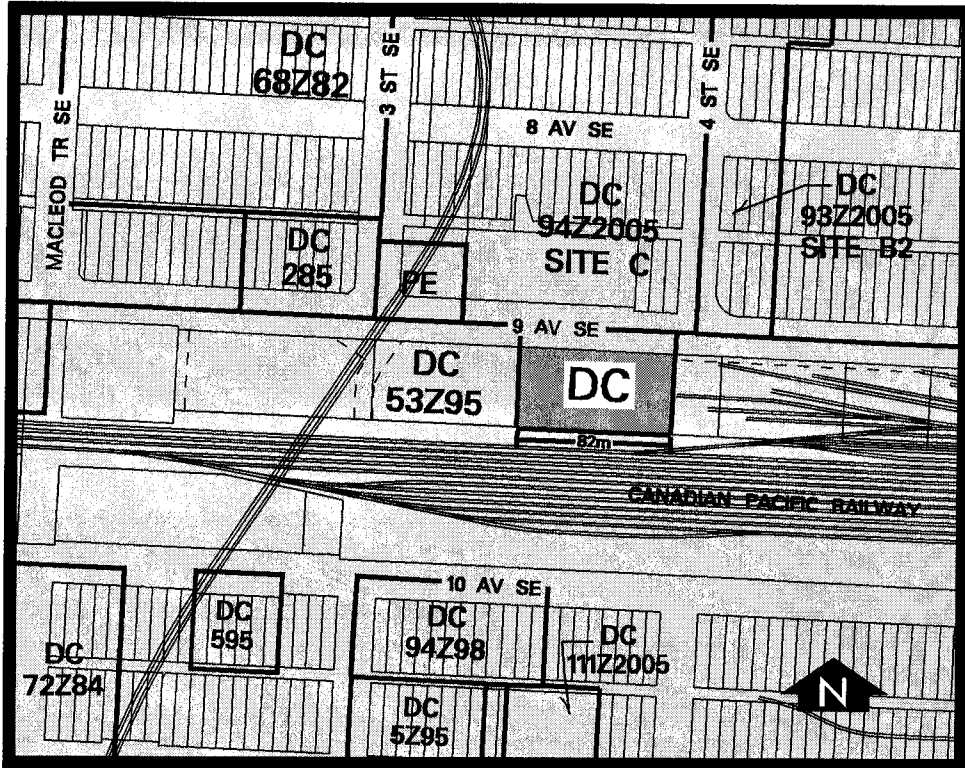 DC
68Z82
3 ST SE
4 ST SE
MACLEOD TR SE
8 AV SE
DC
94Z2005
SITE C
DC
93Z2005
SITE B2
DC
285
PE
9 AV SE
DC
53Z95
DC
82m
CANADIAN PACIFIC RAILWAY
10 AV SE
DC
595
DC
94Z98
DC
111Z2005
DC
72Z84
DC
5Z95
N